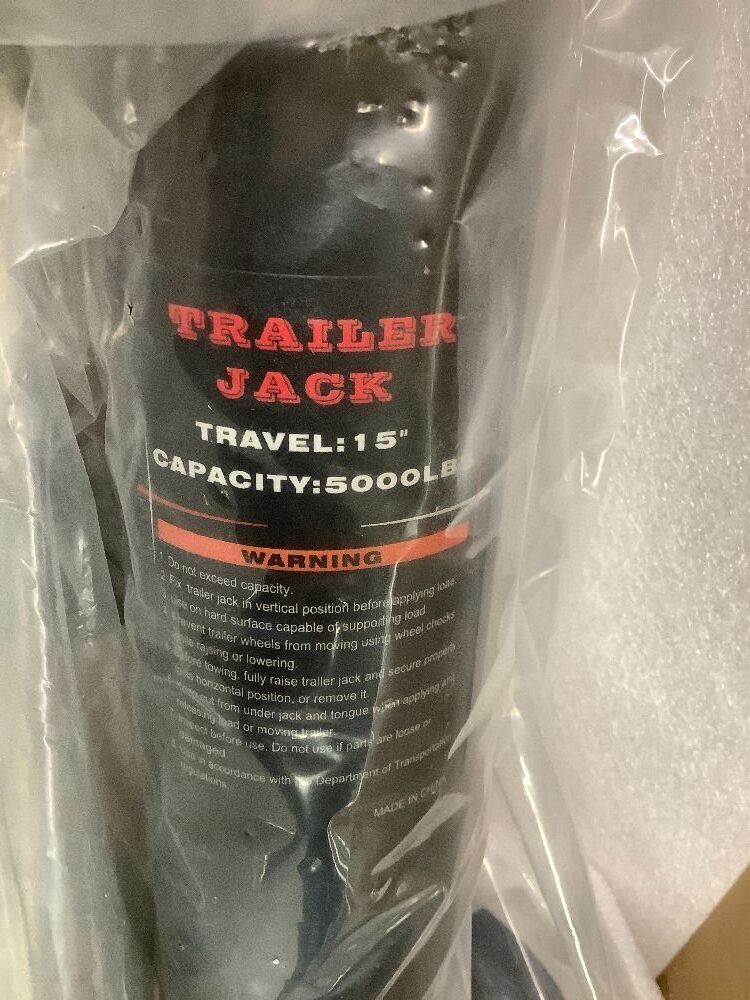 TRAILER
JACK
TRAVEL:15"
CAPACITY:5000LB
WARNING
1. Do not exceed capacity.
2. Fix trailer jack in vertical position before applying load.
on hard surface capable of supporting load
trailer wheels from moving using wheel checks
raising or lowering.
towing, fully raise trailer jack and secure properly
horizontal position, or remove it.
out from under jack and tongue when applying and
releasing load or moving trailer
before use. Do not use if parts are loose or
damaged.
in accordance with Department of Transportation
regulations.
MADE IN CHINA